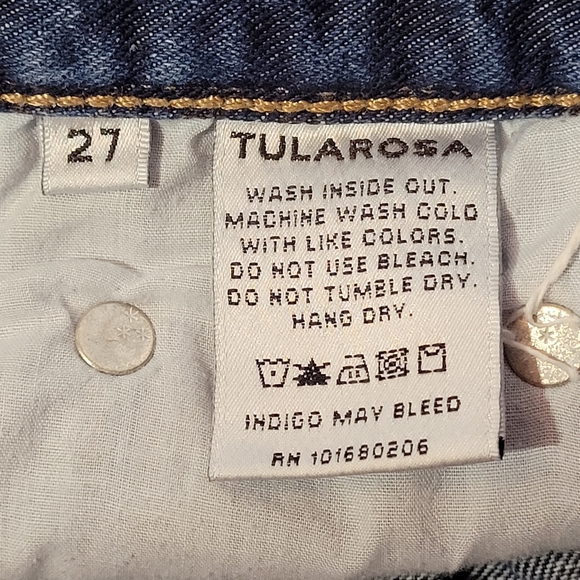 27
TULAROSA
WASH INSIDE OUT.
MACHINE WASH COLD
WITH LIKE COLORS.
DO NOT USE BLEACH.
DO NOT TUMBLE DRY.
HANG DRY.
INDIGO MAY BLEED
RN 101680206